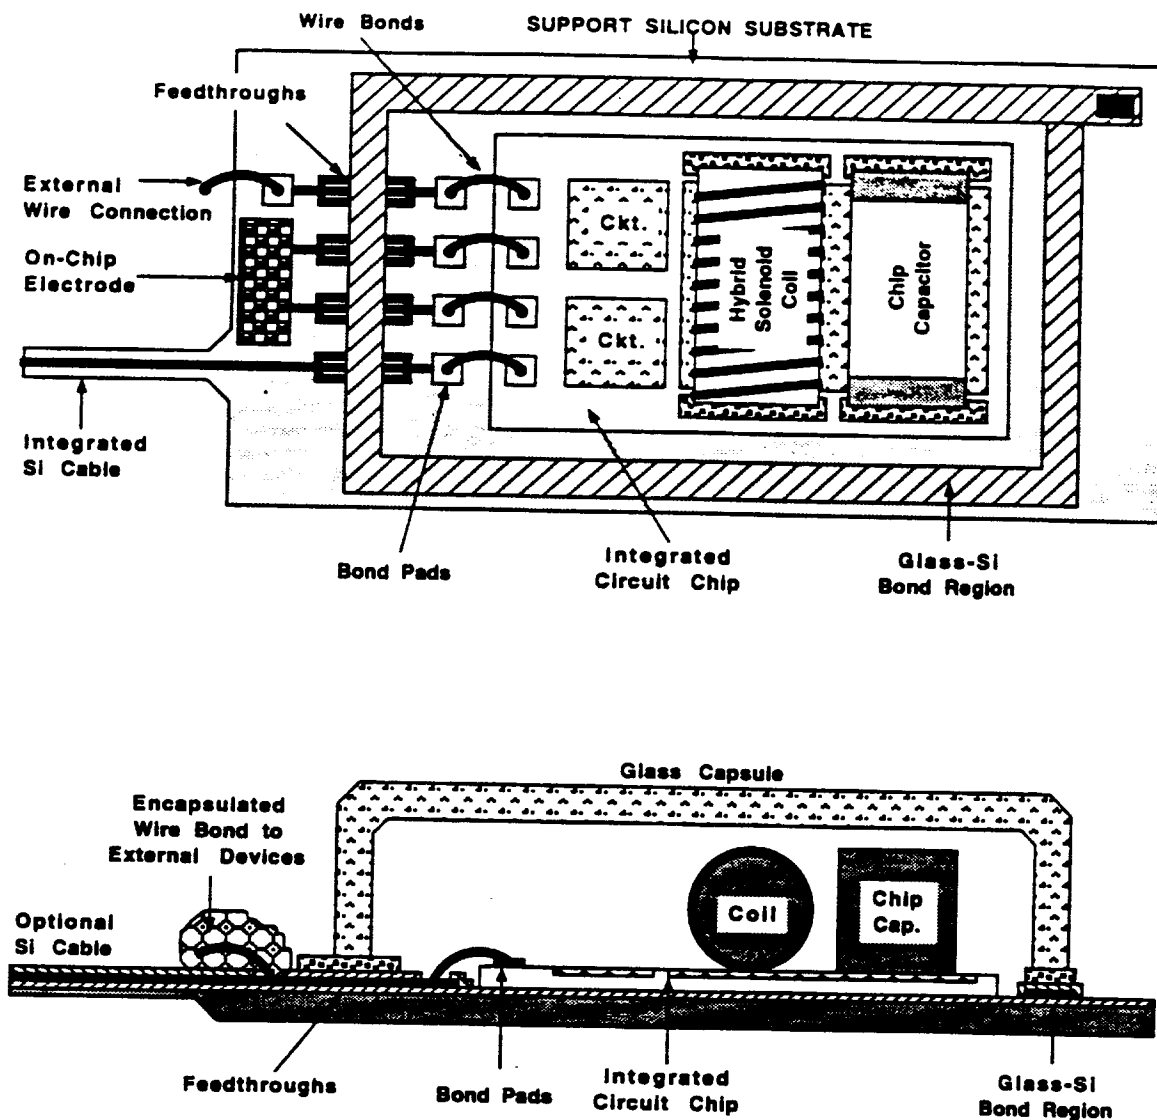 Wire Bonds
SUPPORT SILICON SUBSTRATE
Feedthroughs
External
Wire Connection
On-Chip
Electrode
Ckt.
Ckt.
Hybrid
Solenoid
Coil
Chip
Capacitor
Integrated
Si Cable
Bond Pads
Integrated
Circuit Chip
Glass-Si
Bond Region
Glass Capsule
Encapsulated
Wire Bond to
External Devices
Optional
Si Cable
Coil
Chip
Cap.
Feedthroughs
Bond Pads
Integrated
Circuit Chip
Glass-Si
Bond Region